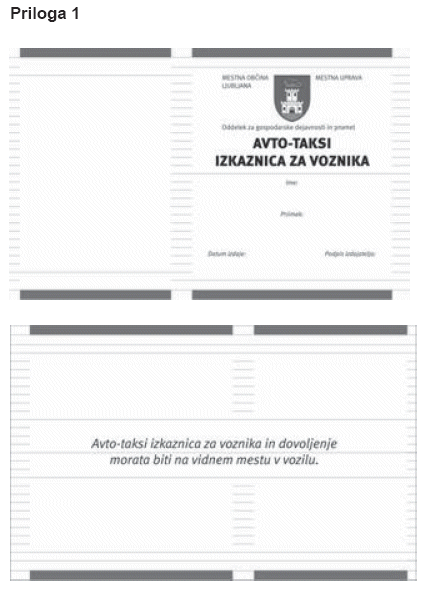 Priloga 1
MESTNA OBČINA
LJUBLJANA
MESTNA UPRAVA
Oddelek za gospodarske dejavnosti in promet
AVTO-TAKSI
IZKAZNICA ZA VOZNIKA
Ime:
Priimek:
Datum izdaje:
Podpis izdajatelja:
Avto-taksi izkaznica za voznika in dovoljenje
morata biti na vidnem mestu v vozilu.